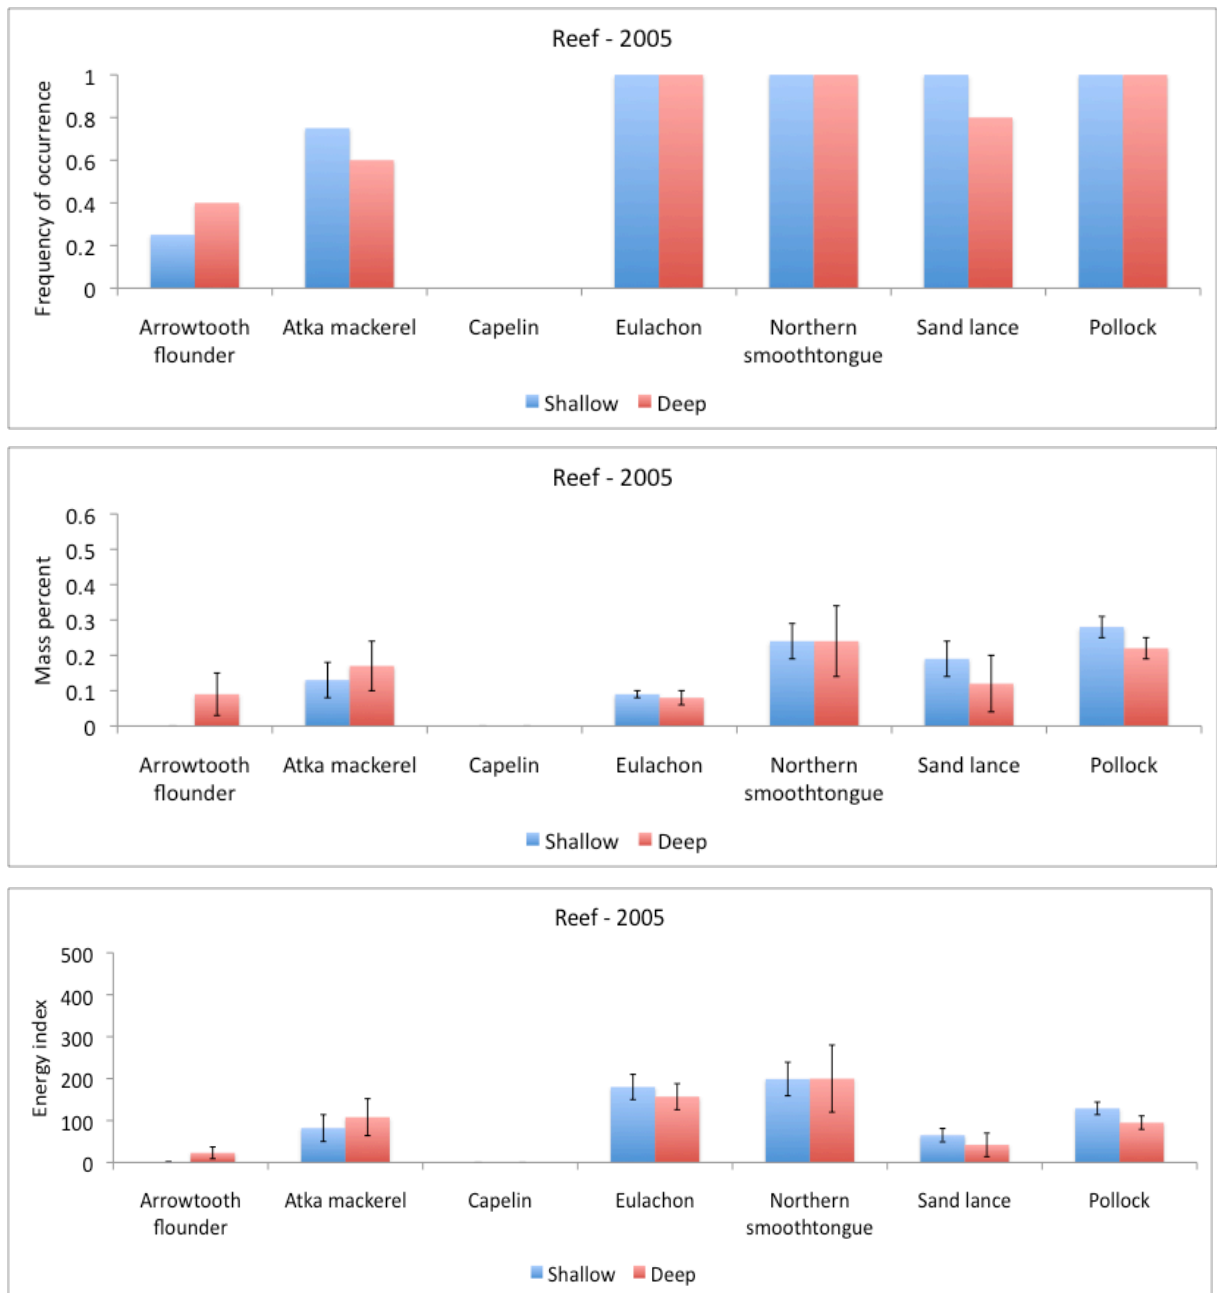 Reef - 2005
Frequency of occurrence
1
0.8
0.6
0.4
0.2
0
Arrowtooth flounder
Atka mackerel
Capelin
Eulachon
Northern smoothtongue
Sand lance
Pollock
Shallow Deep
Reef - 2005
Mass percent
0.6
0.5
0.4
0.3
0.2
0.1
0
Arrowtooth flounder
Atka mackerel
Capelin
Eulachon
Northern smoothtongue
Sand lance
Pollock
Shallow Deep
Reef - 2005
Energy index
500
400
300
200
100
0
Arrowtooth flounder
Atka mackerel
Capelin
Eulachon
Northern smoothtongue
Sand lance
Pollock
Shallow Deep